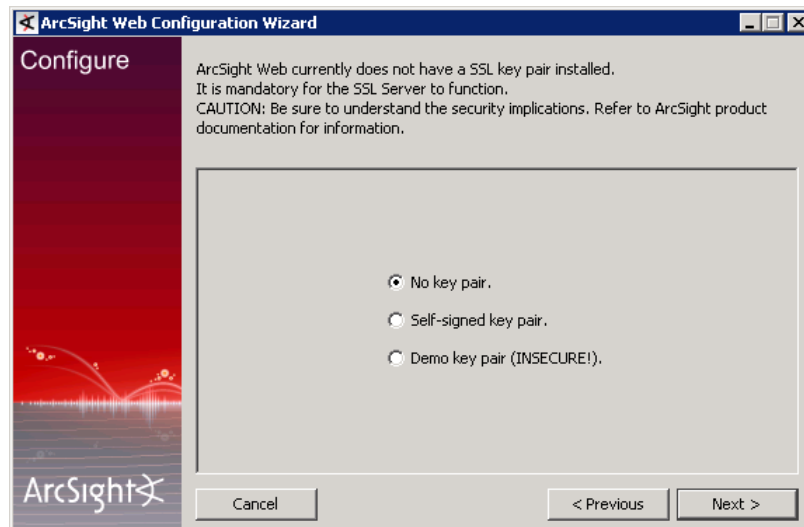 ArcSight Web Configuration Wizard
Configure
ArcSight Web currently does not have a SSL key pair installed.
It is mandatory for the SSL Server to function.
CAUTION: Be sure to understand the security implications. Refer to ArcSight product
documentation for information.
No key pair.
Self-signed key pair.
Demo key pair (INSECURE!).
ArcSight
Cancel
< Previous
Next >